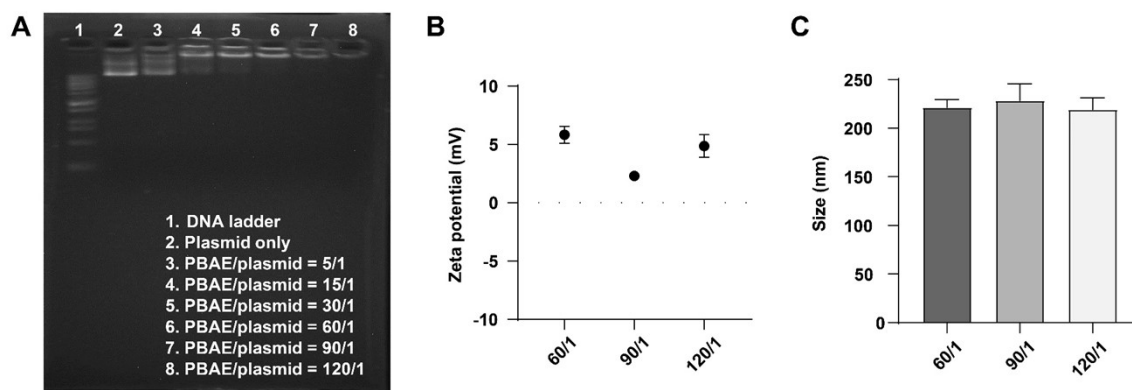 A
1 2 3 4 5 6 7 8
1. DNA ladder
2. Plasmid only
3. PBAE/plasmid = 5/1
4. PBAE/plasmid = 15/1
5. PBAE/plasmid = 30/1
6. PBAE/plasmid = 60/1
7. PBAE/plasmid = 90/1
8. PBAE/plasmid = 120/1
B
Zeta potential (mV)
10
5
0
-5
-10
60/1
90/1
120/1
C
Size (nm)
250
200
150
100
50
0
60/1
90/1
120/1